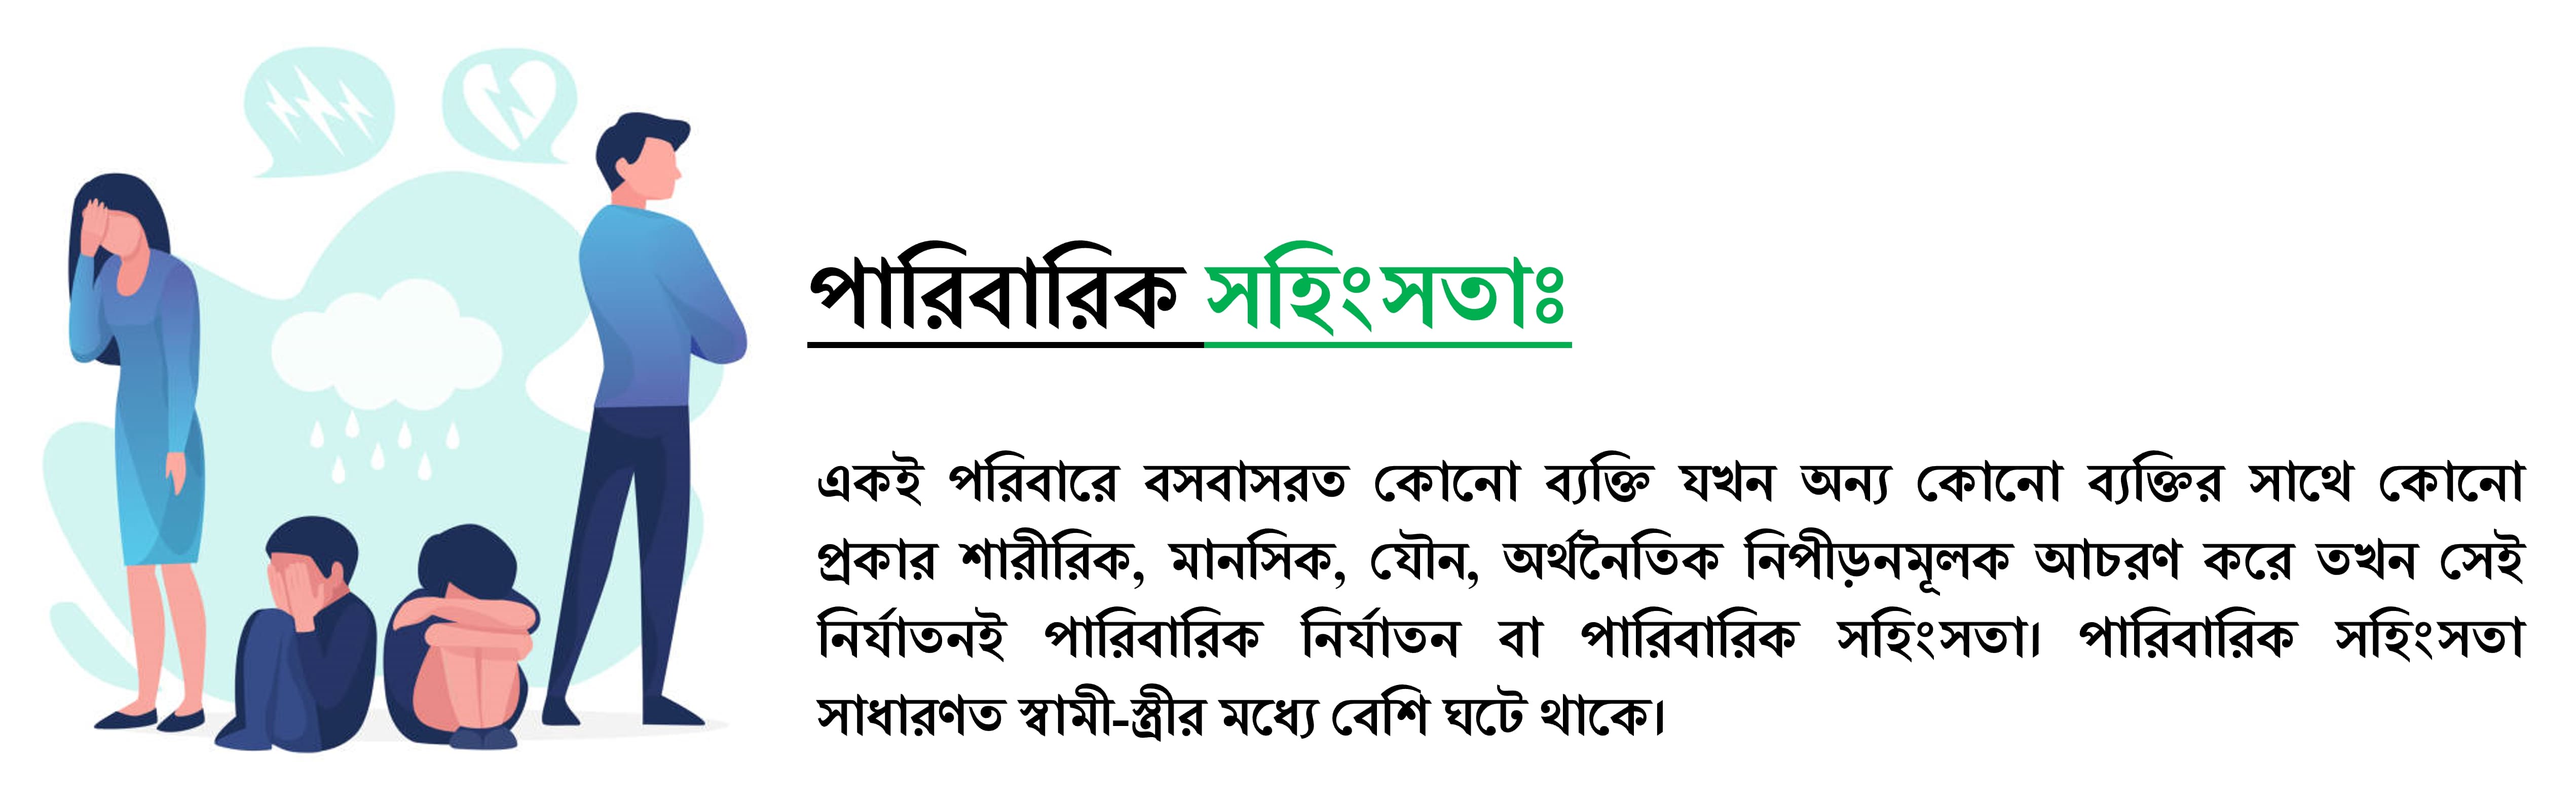 পারিবারিক সহিংসতাঃ
একই পরিবারে বসবাসরত কোনো ব্যক্তি যখন অন্য কোনো ব্যক্তির সাথে কোনো
প্রকার শারীরিক, মানসিক, যৌন, অর্থনৈতিক নিপীড়নমূলক আচরণ করে তখন সেই
নির্যাতনই পারিবারিক নির্যাতন বা পারিবারিক সহিংসতা। পারিবারিক সহিংসতা
সাধারণত স্বামী-স্ত্রীর মধ্যে বেশি ঘটে থাকে।